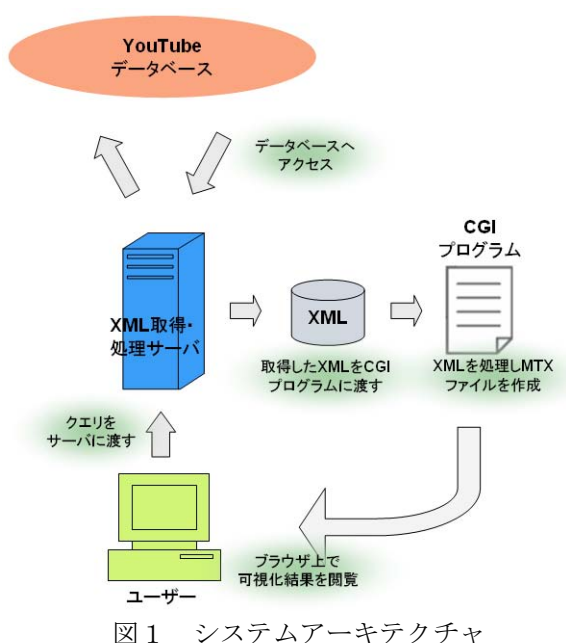 YouTube
データベース
データベースへ
アクセス
CGI
プログラム
XML取得・
処理サーバ
XML
取得したXMLをCGI
プログラムに渡す
XMLを処理しMTX
ファイルを作成
クエリを
サーバに渡す
ブラウザ上で
可視化結果を閲覧
ユーザー
図1 システムアーキテクチャ